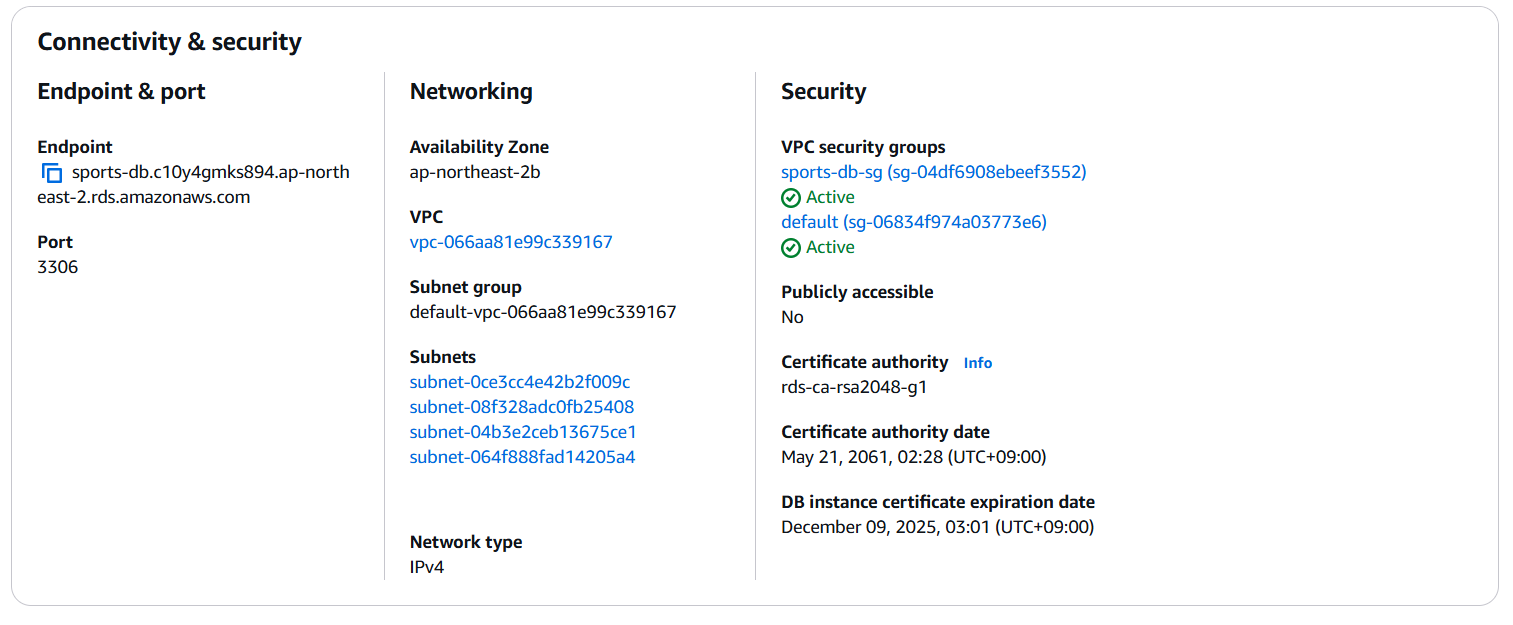 Connectivity & security
Endpoint & port
Endpoint
sports-db.c10y4gmks894.ap-north
east-2.rds.amazonaws.com
Port
3306
Networking
Availability Zone
ap-northeast-2b
VPC
vpc-066aa81e99c339167
Subnet group
default-vpc-066aa81e99c339167
Subnets
subnet-0ce3cc4e42b2f009c
subnet-08f328adc0fb25408
subnet-04b3e2ceb13675ce1
subnet-064f888fad14205a4
Network type
IPv4
Security
VPC security groups
sports-db-sg (sg-04df6908ebeef3552)
Active
default (sg-06834f974a03773e6)
Active
Publicly accessible
No
Certificate authority Info
rds-ca-rsa2048-g1
Certificate authority date
May 21, 2061, 02:28 (UTC+09:00)
DB instance certificate expiration date
December 09, 2025, 03:01 (UTC+09:00)